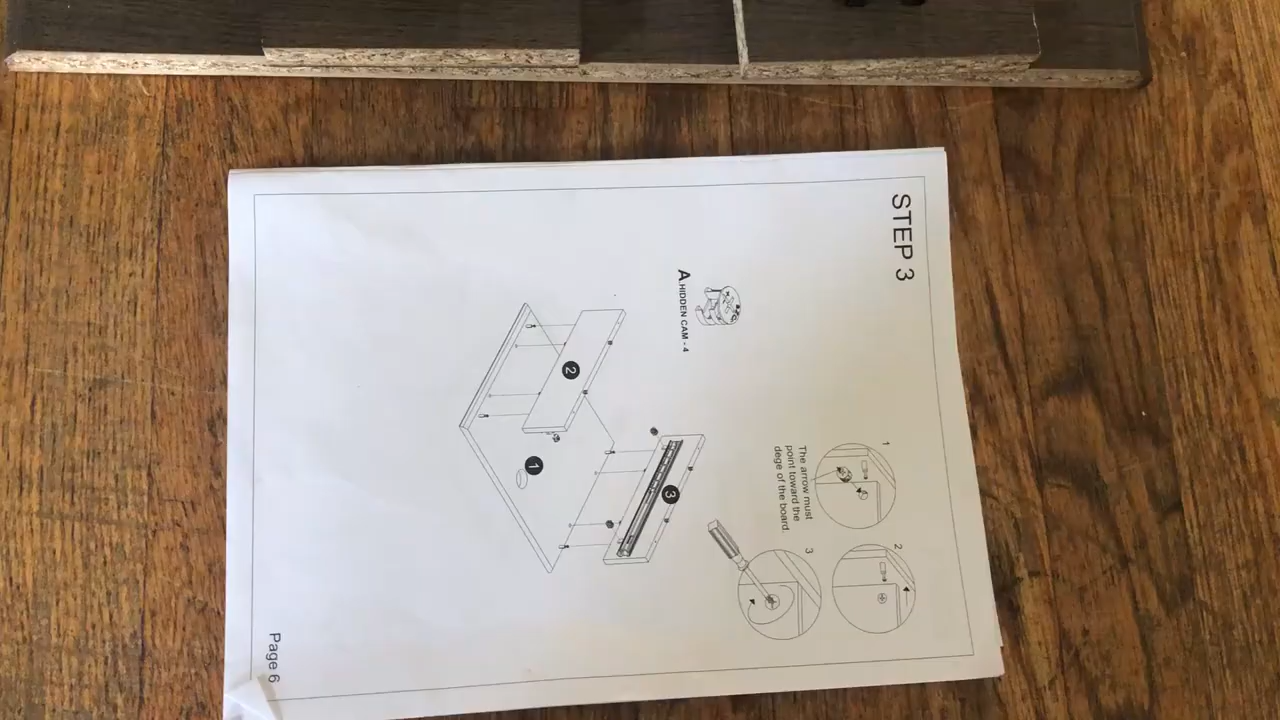 STEP 3
A.HIDDEN CAM - 4
1
The arrow must
point toward the
dege of the board.
2
3
2
3
1
Page 6